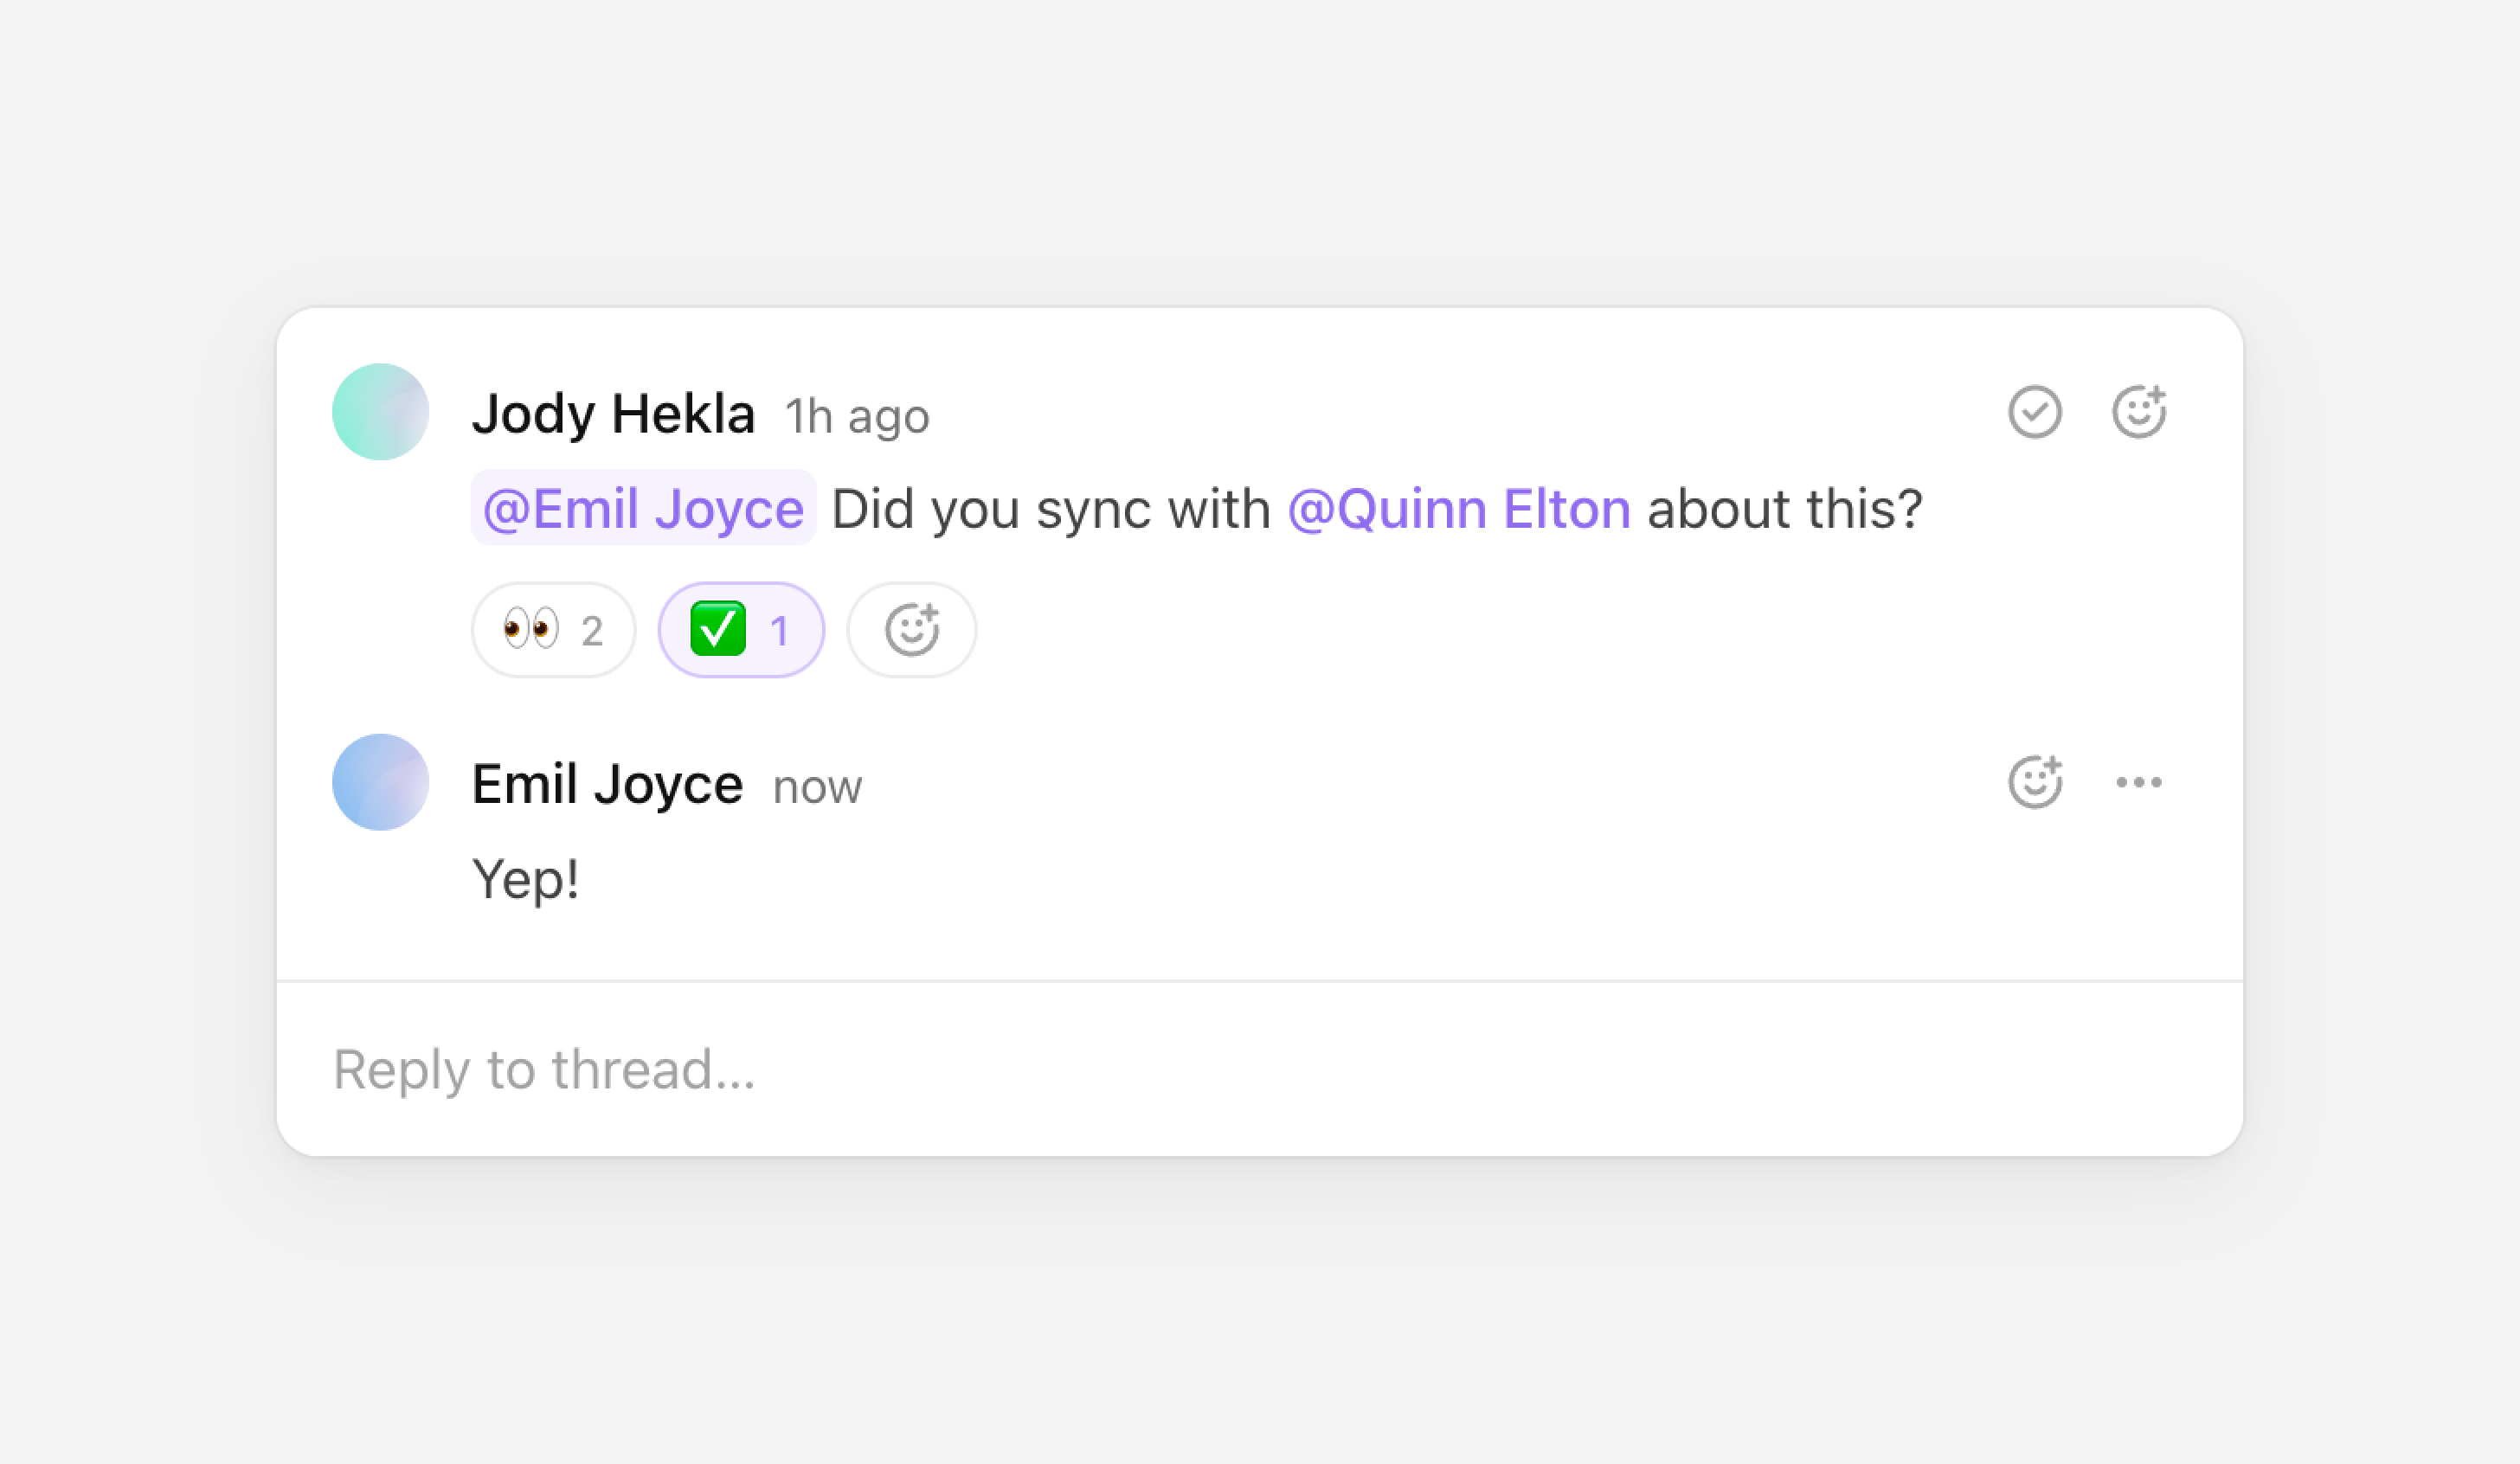 Jody Hekla 1h ago
@Emil Joyce Did you sync with @Quinn Elton about this?
👀 2 ✅ 1
Emil Joyce now
Yep!
Reply to thread…